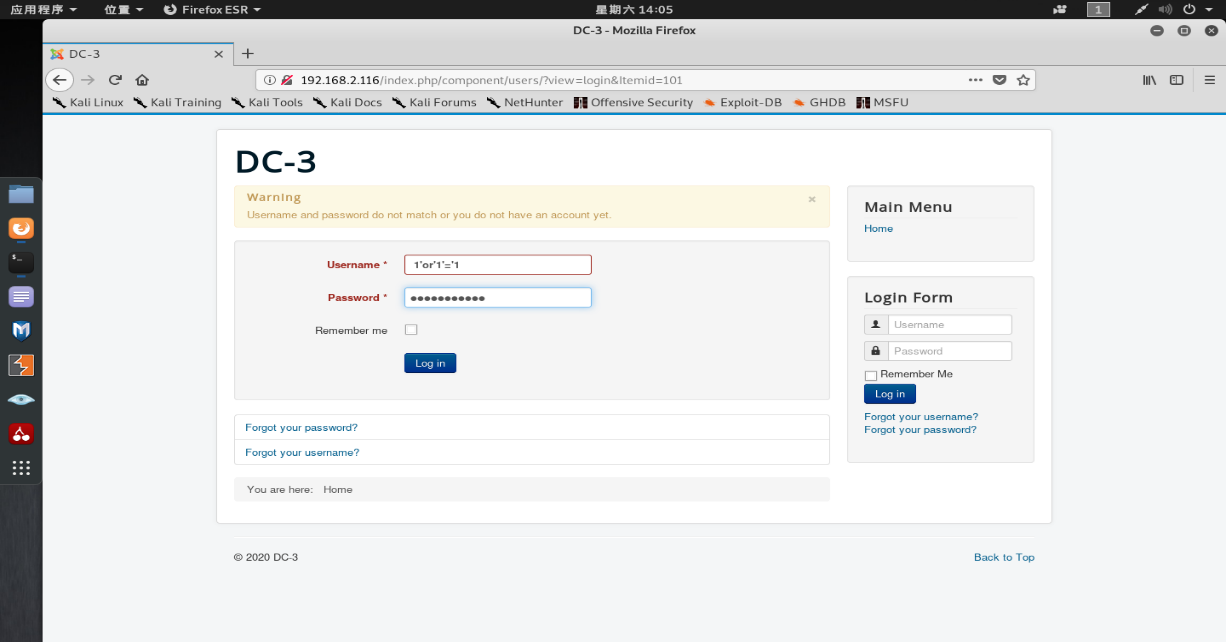 应用程序 位置 Firefox ESR 星期六 14:05 1
DC-3 - Mozilla Firefox
DC-3
192.168.2.116/index.php/component/users/?view=login&Itemid=101
Kali Linux Kali Training Kali Tools Kali Docs Kali Forums NetHunter Offensive Security Exploit-DB GHDB MSFU
DC-3
Warning
Username and password do not match or you do not have an account yet.
Username *
1'or'1'='1
Password *
Remember me
Log in
Forgot your password?
Forgot your username?
You are here: Home
Main Menu
Home
Login Form
Username
Password
Remember Me
Log in
Forgot your username?
Forgot your password?
© 2020 DC-3
Back to Top